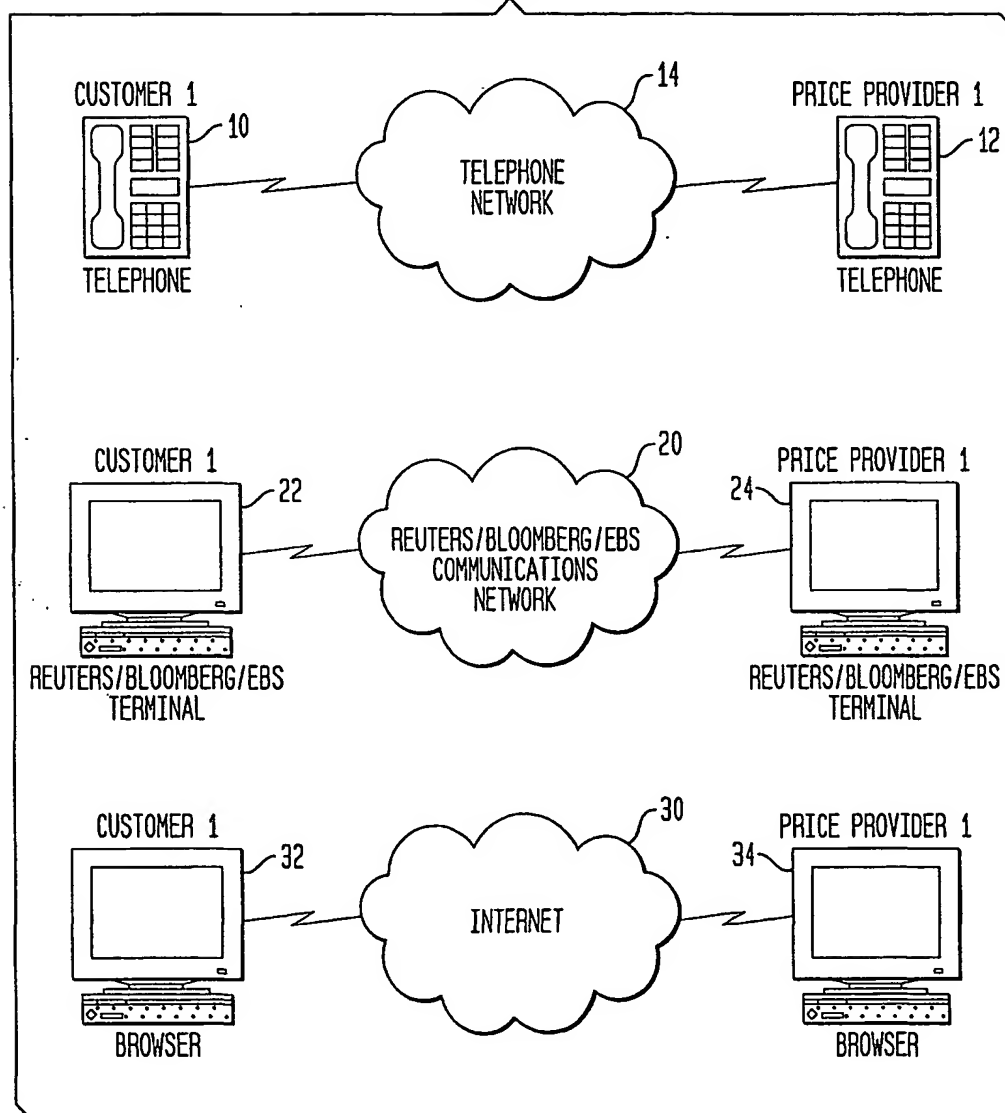 CUSTOMER 1
10
TELEPHONE
14
TELEPHONE
NETWORK
PRICE PROVIDER 1
12
TELEPHONE
CUSTOMER 1
22
REUTERS/BLOOMBERG/EBS
TERMINAL
20
REUTERS/BLOOMBERG/EBS
COMMUNICATIONS
NETWORK
PRICE PROVIDER 1
24
REUTERS/BLOOMBERG/EBS
TERMINAL
CUSTOMER 1
32
BROWSER
30
INTERNET
PRICE PROVIDER 1
34
BROWSER